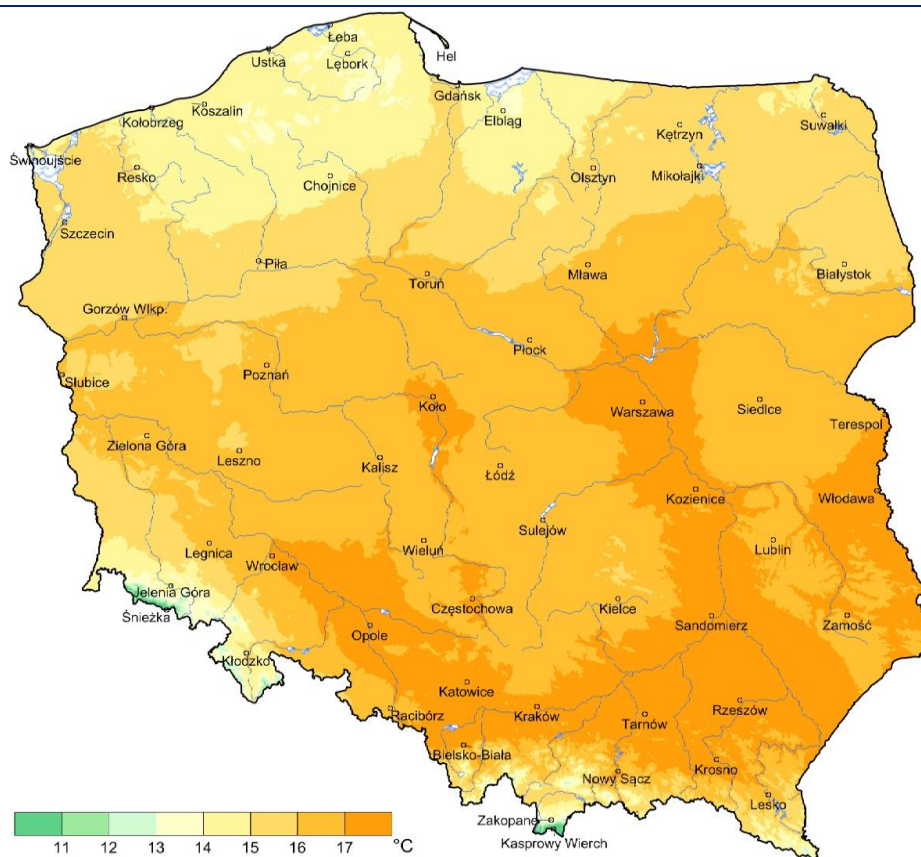 Łeba
Hel
Ustka
Lębork
Gdańsk
Koszalin
Kołobrzeg
Elbląg
Suwałki
Kętrzyn
Świnoujście
Resko
Chojnice
Olsztyn
Mikołajki
Szczecin
Piła
Toruń
Mława
Białystok
Gorzów Wlkp.
Płock
Słubice
Poznań
Koło
Warszawa
Siedlce
Terespol
Zielona Góra
Leszno
Kalisz
Łódź
Kozienice
Włodawa
Sulejów
Legnica
Wrocław
Wieluń
Lublin
Jelenia Góra
Śnieżka
Częstochowa
Kielce
Sandomierz
Zamość
Opole
Kłodzko
Katowice
Racibórz
Kraków
Tarnów
Rzeszów
Bielsko-Biała
Nowy Sącz
Krosno
Lesko
Zakopane
Kasprowy Wierch
11 12 13 14 15 16 17 °C